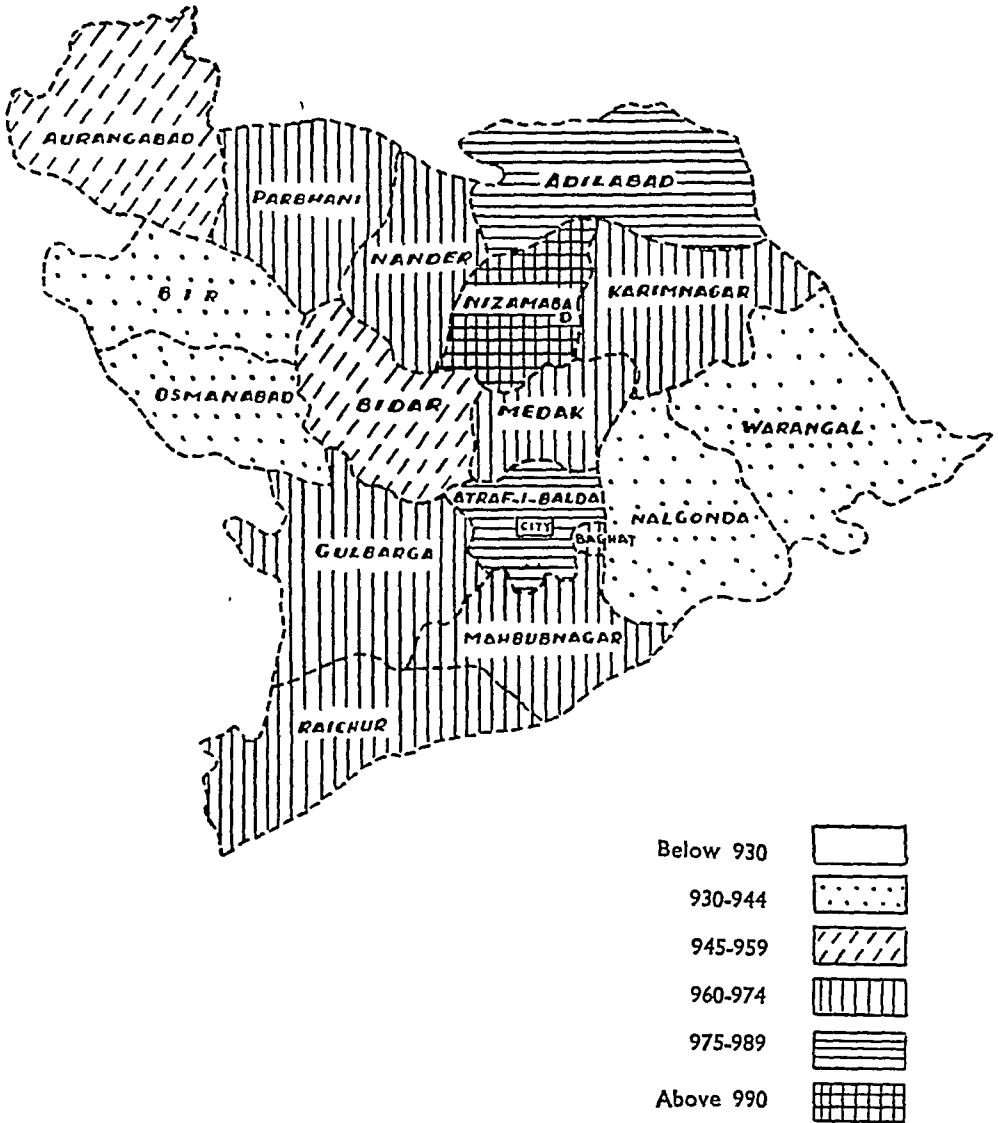 AURANGABAD
PARBHANI
ADILABAD
NANDER
BIR
NIZAMABA
D
KARIMNAGAR
OSMANABAD
BIDAR
MEDAK
WARANGAL
ATRAF-I-BALDA
CITY
NALGONDA
BAGHAT
GULBARGA
MAHBUBNAGAR
RAICHUR
Below 930
930-944
945-959
960-974
975-989
Above 990